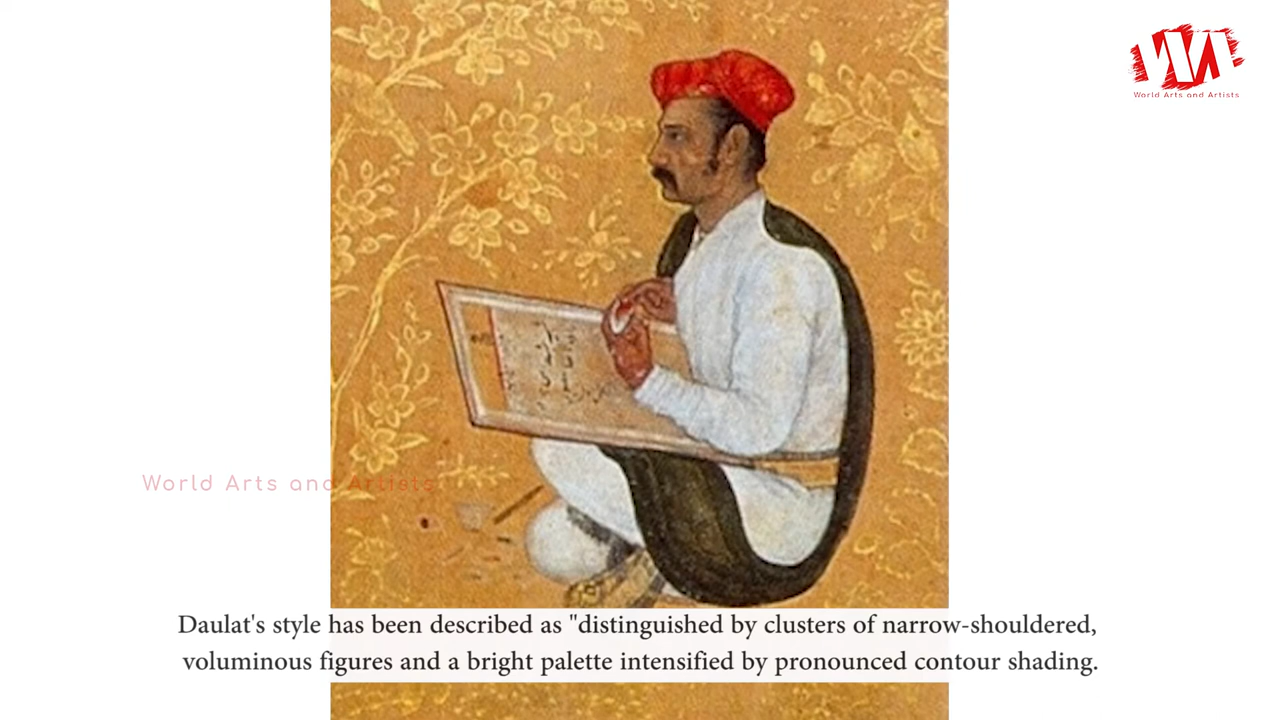 World Arts and Artists
World Arts and Artists
Daulat's style has been described as "distinguished by clusters of narrow-shouldered,
voluminous figures and a bright palette intensified by pronounced contour shading.